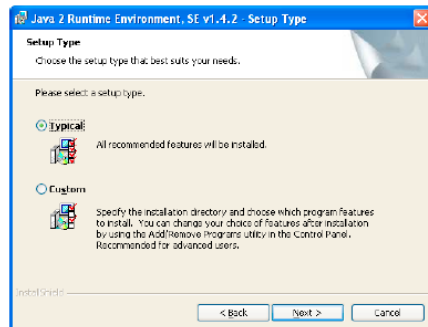 Java 2 Runtime Environment, SE v1.4.2 - Setup Type
Setup Type
Choose the setup type that best suits your needs.
Please select a setup type.
Typical
All recommended features will be installed.
Custom
Specify the installation directory and choose which program features
to install. You can change your choice of features after installation
by using the Add/Remove Programs utility in the Control Panel.
Recommended for advanced users.
InstallShield
< Back Next > Cancel